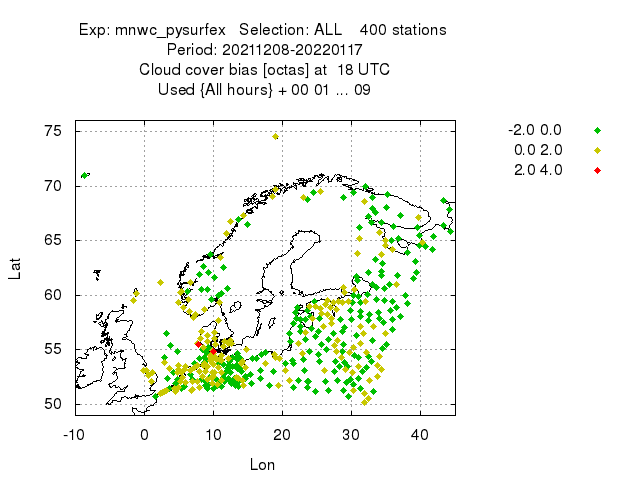 Exp: mnwc_pysurfex   Selection: ALL    400 stations
Period: 20211208-20220117
Cloud cover bias [octas] at  18 UTC
Used {All hours} + 00 01 ... 09
-2.0 0.0
0.0 2.0
2.0 4.0
75
70
65
60
55
50
Lat
-10 0 10 20 30 40
Lon